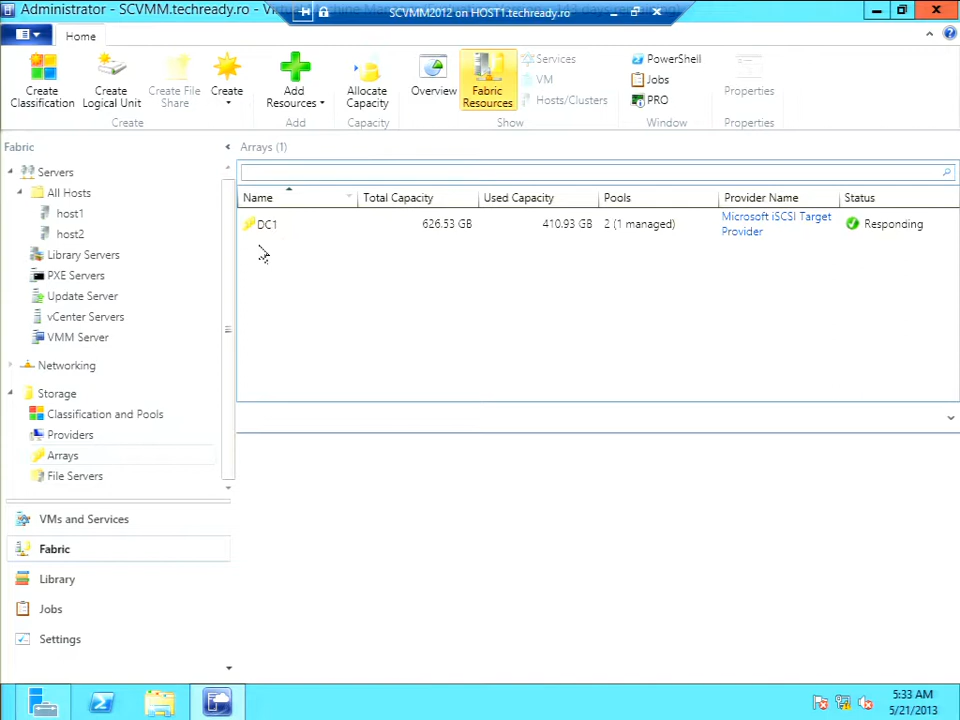 Administrator - SCVMM.techready.ro - Virtual
SCVMM2012 on HOST1.techready.ro
Home
Create Classification
Create Logical Unit
Create File Share
Create
Create
Add Resources
Add
Allocate Capacity
Capacity
Overview
Fabric Resources
Services
VM
Hosts/Clusters
Show
PowerShell
Jobs
PRO
Window
Properties
Properties
Fabric
Servers
All Hosts
host1
host2
Library Servers
PXE Servers
Update Server
vCenter Servers
VMM Server
Networking
Storage
Classification and Pools
Providers
Arrays
File Servers
VMs and Services
Fabric
Library
Jobs
Settings
Arrays (1)
Name Total Capacity Used Capacity Pools Provider Name Status
DC1 626.53 GB 410.93 GB 2 (1 managed) Microsoft iSCSI Target Provider Responding
5:33 AM
5/21/2013